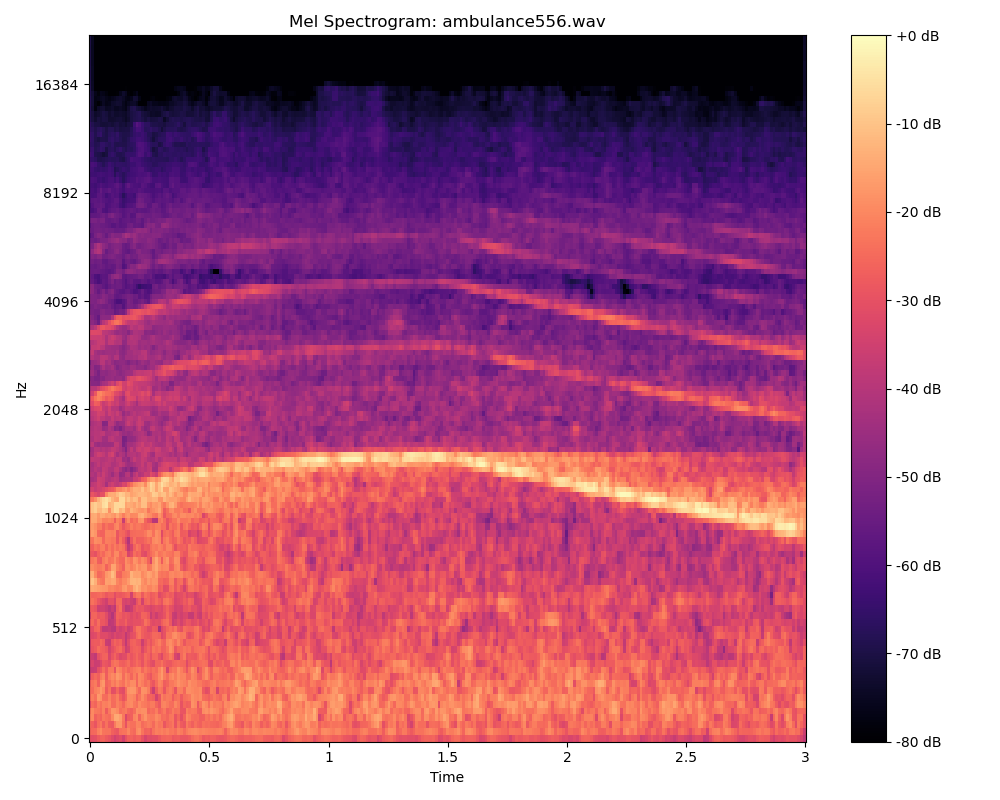 Mel Spectrogram: ambulance556.wav
16384
8192
4096
2048
1024
512
0
Hz
0
0.5
1
1.5
2
2.5
3
Time
+0 dB
-10 dB
-20 dB
-30 dB
-40 dB
-50 dB
-60 dB
-70 dB
-80 dB